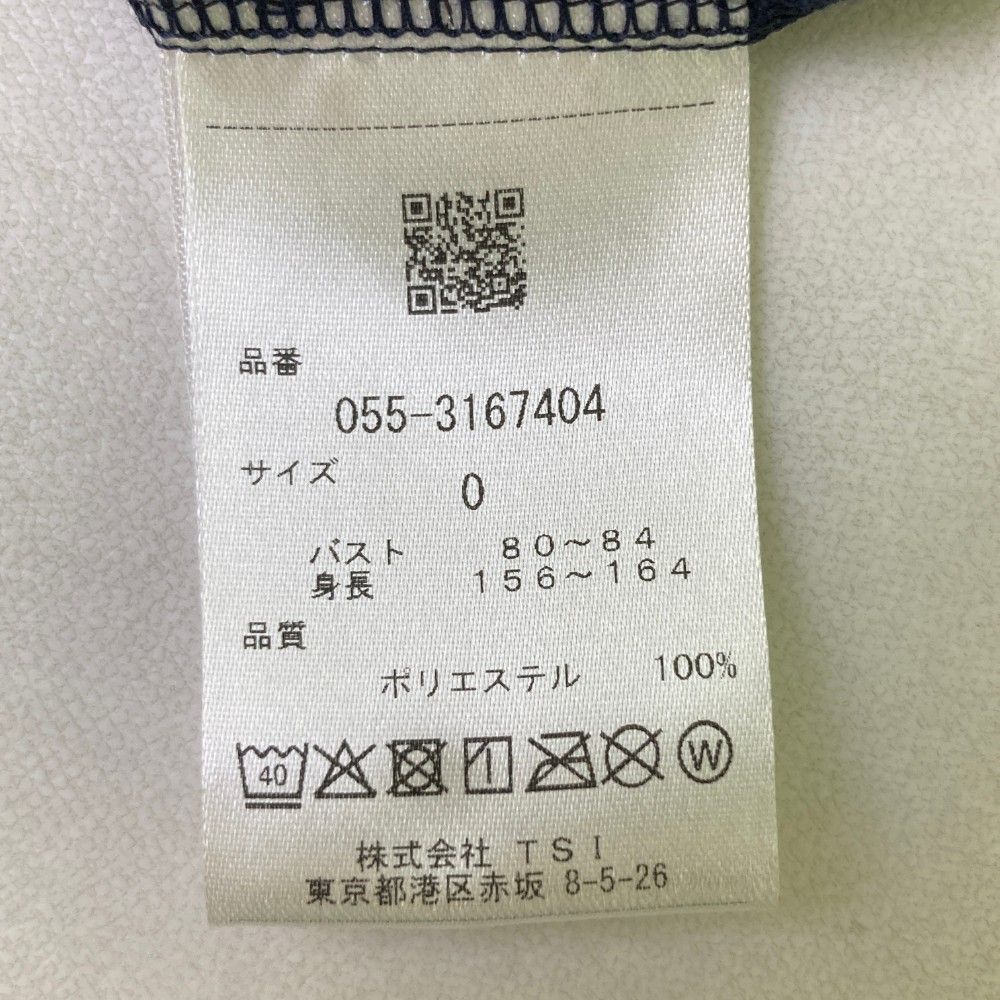 品番
055-3167404
サイズ
0
バスト 80～84
身長 156～164
品質
ポリエステル 100%
40 W
株式会社 TSI
東京都港区赤坂 8-5-26